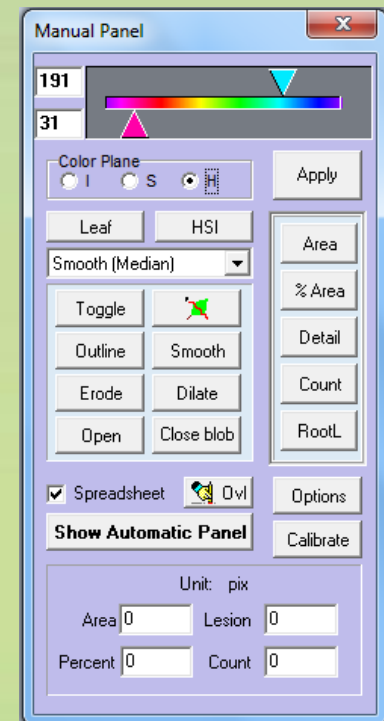 Manual Panel
191
31
Color Plane
I S H
Apply
Leaf HSI
Smooth (Median)
Toggle
Outline Smooth
Erode Dilate
Open Close blob
Area
% Area
Detail
Count
RootL
Spreadsheet Ovl
Options
Show Automatic Panel
Calibrate
Unit: pix
Area 0 Lesion 0
Percent 0 Count 0